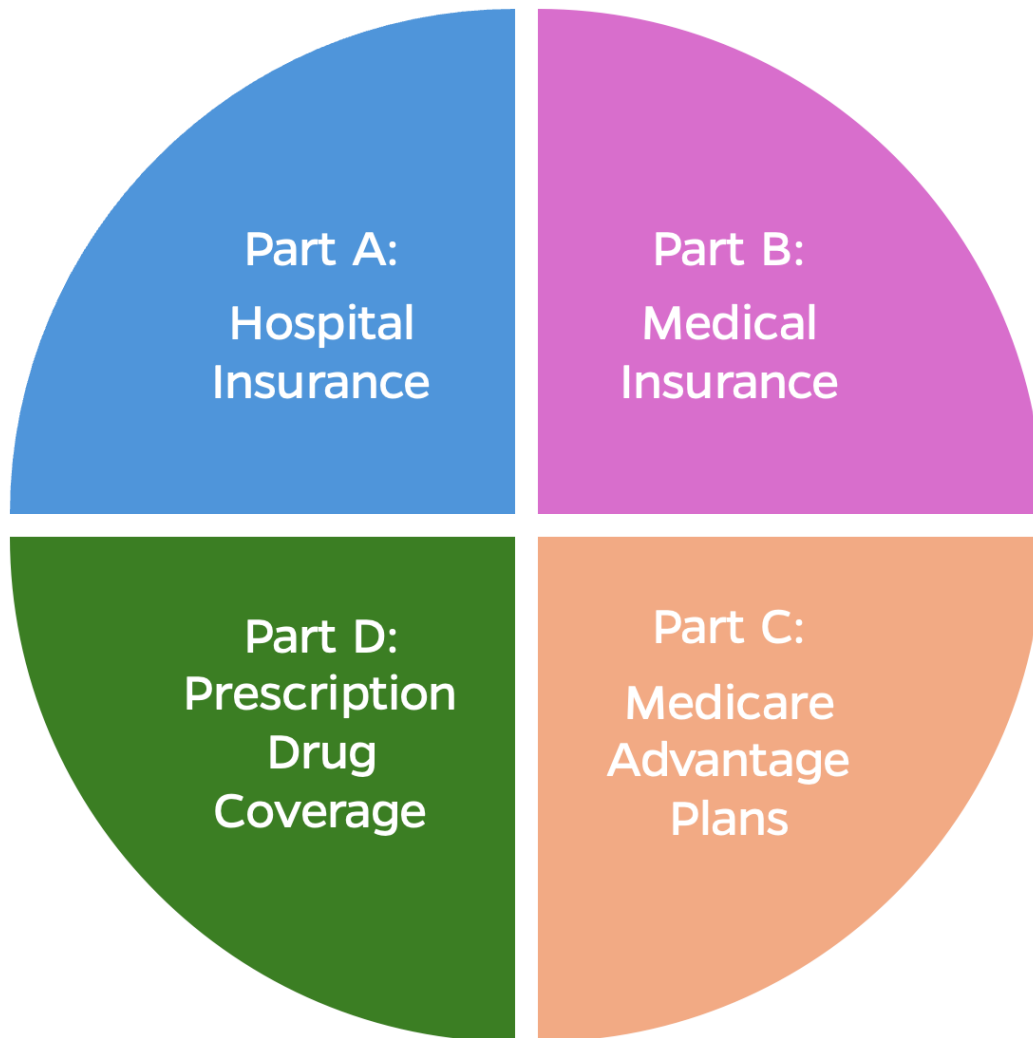 Part A:
Hospital
Insurance
Part B:
Medical
Insurance
Part D:
Prescription
Drug
Coverage
Part C:
Medicare
Advantage
Plans